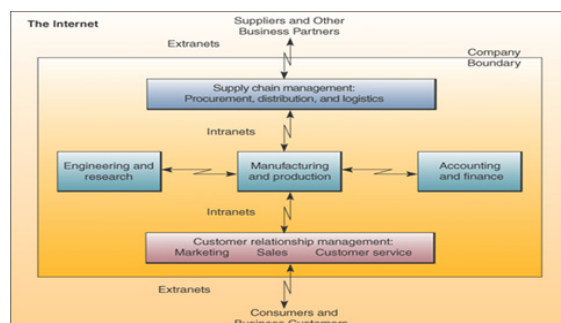 The Internet
Suppliers and Other
Business Partners
Extranets
Company
Boundary
Supply chain management:
Procurement, distribution, and logistics
Intranets
Engineering and
research
Manufacturing
and production
Accounting
and finance
Intranets
Customer relationship management:
Marketing Sales Customer service
Extranets
Consumers and
Business Customers